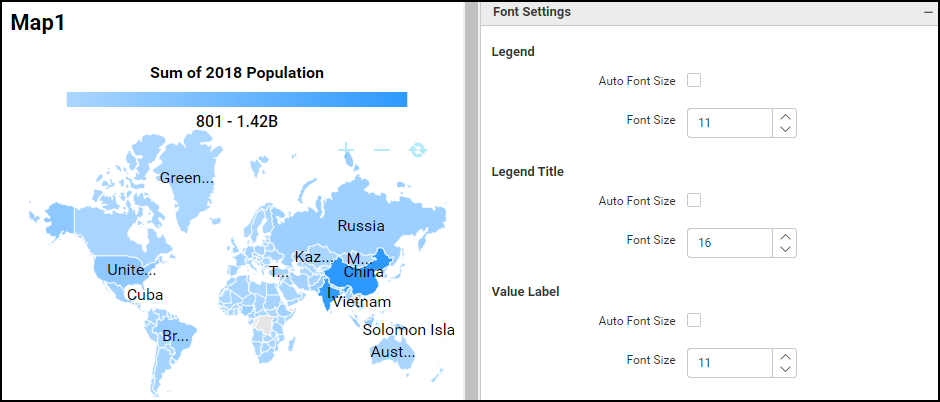 Map1
Sum of 2018 Population
801 - 1.42B
Green...
Russia
Kaz...
M...
Unite...
T...
China
Cuba
I...
Vietnam
Solomon Isla
Br...
Aust...
Font Settings
Legend
Auto Font Size
Font Size 11
Legend Title
Auto Font Size
Font Size 16
Value Label
Auto Font Size
Font Size 11